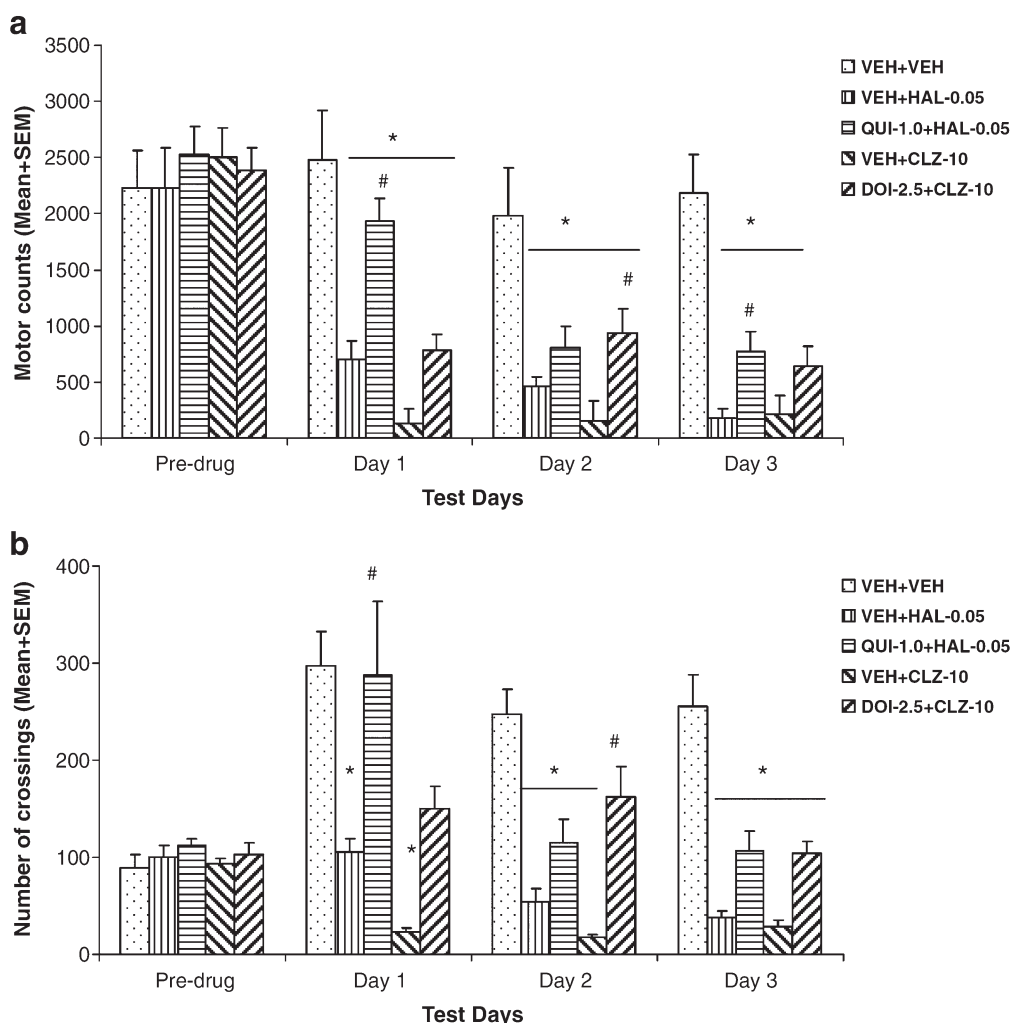 a
3500
3000
2500
2000
1500
1000
500
0
Motor counts (Mean+SEM)
*
#
*
#
*
#
Pre-drug Day 1 Day 2 Day 3
Test Days
VEH+VEH
VEH+HAL-0.05
QUI-1.0+HAL-0.05
VEH+CLZ-10
DOI-2.5+CLZ-10
b
400
300
200
100
0
Number of crossings (Mean+SEM)
#
*
*
*
#
*
Pre-drug Day 1 Day 2 Day 3
Test Days
VEH+VEH
VEH+HAL-0.05
QUI-1.0+HAL-0.05
VEH+CLZ-10
DOI-2.5+CLZ-10